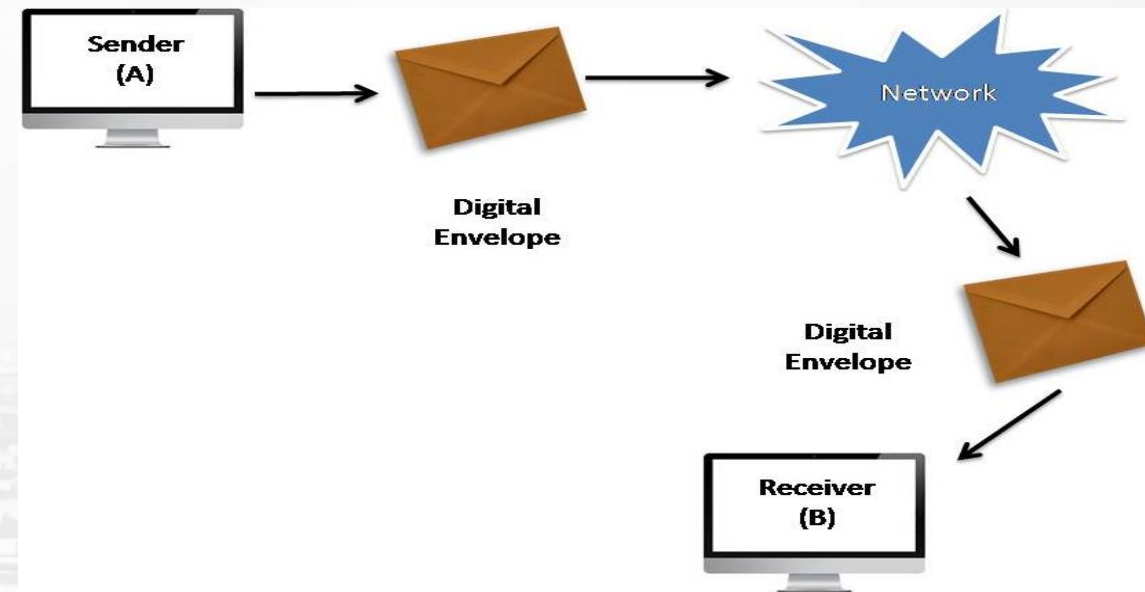 Sender
(A)
Network
Digital
Envelope
Digital
Envelope
Receiver
(B)